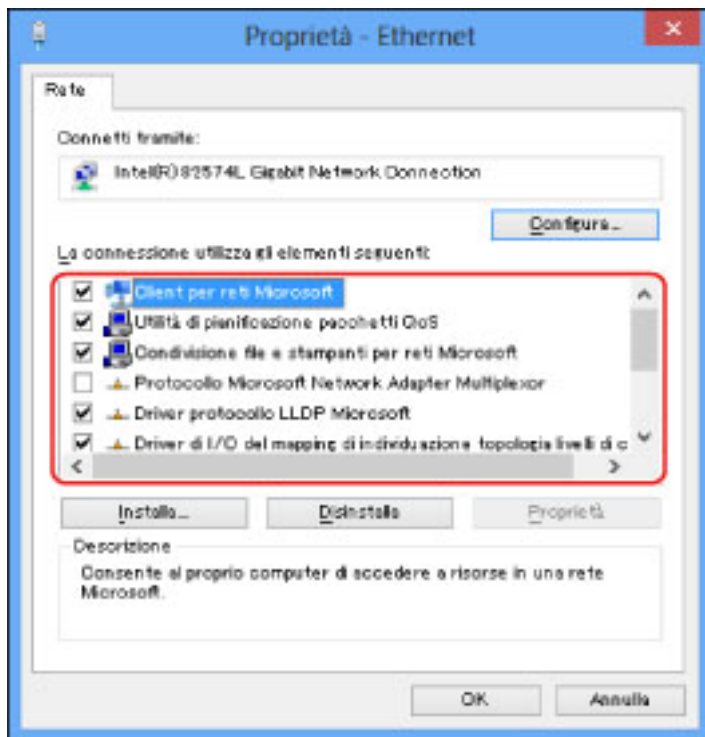 Proprietà - Ethernet
Rete
Connetti tramite:
Intel(R) 82574L Gigabit Network Connection
Configura...
La connessione utilizza gli elementi seguenti:
Client per reti Microsoft
Utilità di pianificazione pacchetti QoS
Condivisione file e stampanti per reti Microsoft
Protocollo Microsoft Network Adapter Multiplexor
Driver protocollo LLDP Microsoft
Driver di I/O del mapping di individuazione topologia livelli di c
Installa... Disinstalla Proprietà
Descrizione
Consente al proprio computer di accedere a risorse in una rete
Microsoft.
OK Annulla